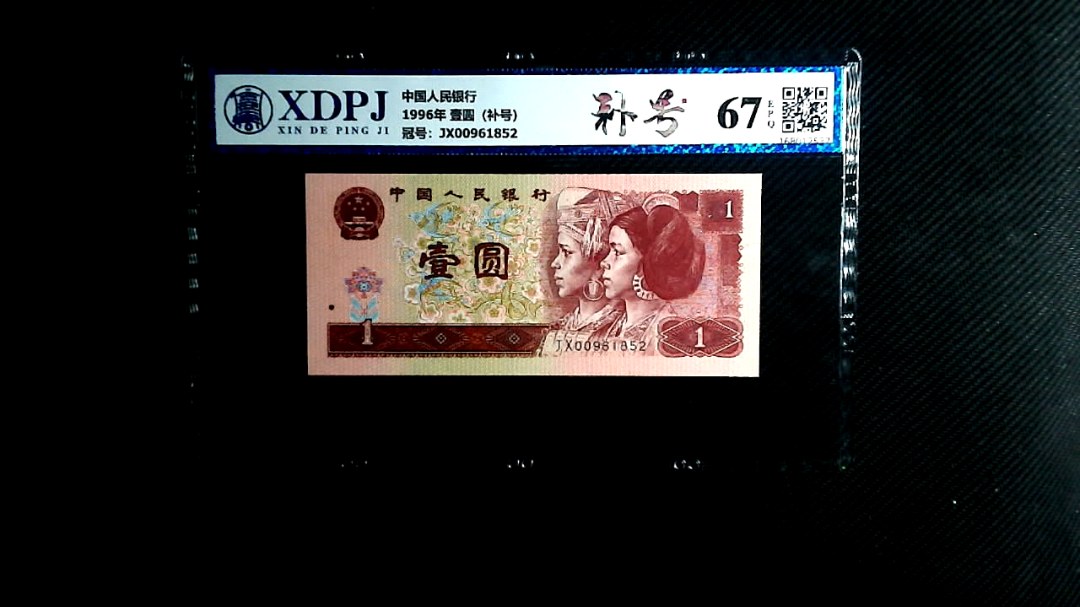 XDPJ
XIN DE PING JI
中国人民银行
1996年 壹圆（补号）
冠号：JX00961852
补号
67
EPQ
中国人民银行
1
壹圆
1
JX00961852
1